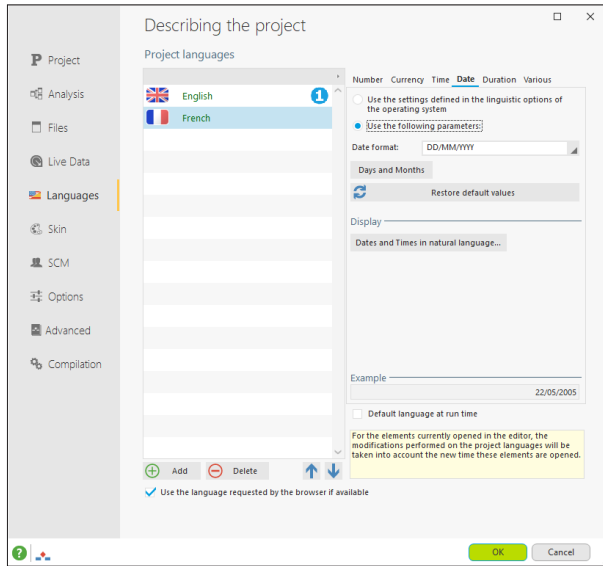 Describing the project
Project
Analysis
Files
Live Data
Languages
Skin
SCM
Options
Advanced
Compilation
Project languages
English 1
French
Add Delete
Use the language requested by the browser if available
Number Currency Time Date Duration Various
Use the settings defined in the linguistic options of
the operating system
Use the following parameters:
Date format: DD/MM/YYYY
Days and Months
Restore default values
Display
Dates and Times in natural language...
Example
22/05/2005
Default language at run time
For the elements currently opened in the editor, the
modifications performed on the project languages will be
taken into account the new time these elements are opened.
OK Cancel